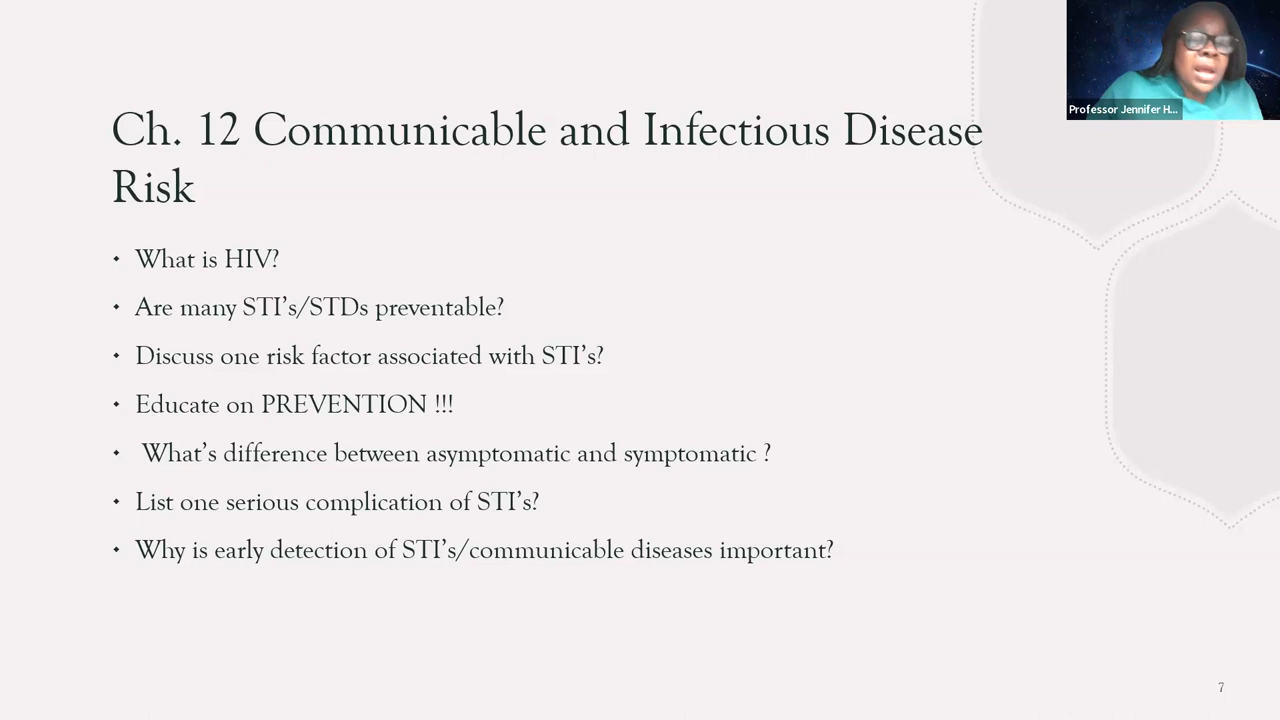 Professor Jennifer H...
Ch. 12 Communicable and Infectious Disease
Risk
• What is HIV?
• Are many STI's/STDs preventable?
• Discuss one risk factor associated with STI's?
• Educate on PREVENTION !!!
• What's difference between asymptomatic and symptomatic ?
• List one serious complication of STI's?
• Why is early detection of STI's/communicable diseases important?
7